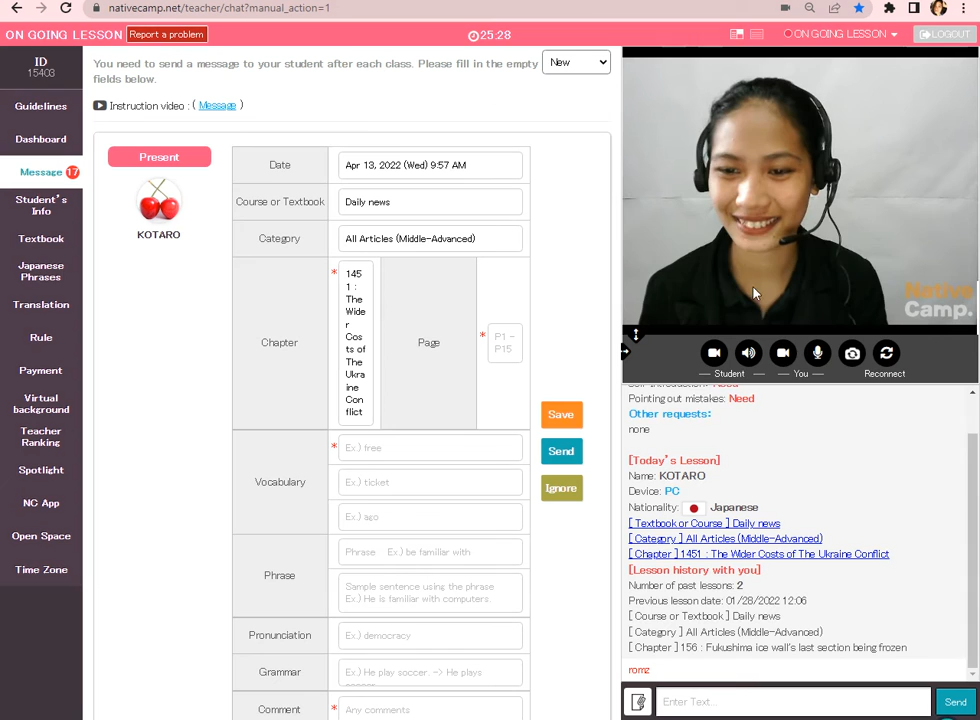 nativecamp.net/teacher/chat?manual_action=1
ON GOING LESSON
Report a problem
25:28
ON GOING LESSON
LOGOUT
ID
15403
Guidelines
Dashboard
Message 17
Student's
Info
Textbook
Japanese
Phrases
Translation
Rule
Payment
Virtual
background
Teacher
Ranking
Spotlight
NC App
Open Space
Time Zone
You need to send a message to your student after each class. Please fill in the empty
fields below.
New
Instruction video : ( Message )
Present
KOTARO
Date
Apr 13, 2022 (Wed) 9:57 AM
Course or Textbook
Daily news
Category
All Articles (Middle-Advanced)
Chapter
*
145
1 :
The
Wide
r
Cos
ts of
The
Ukra
ine
Con
flict
Page
*
P1 -
P15
Vocabulary
*
Ex.) free
Ex.) ticket
Ex.) ago
Phrase
Phrase Ex.) be familiar with
Sample sentence using the phrase
Ex.) He is familiar with computers.
Pronunciation
Ex.) democracy
Grammar
Ex.) He play soccer. -> He plays
Comment
*
Any comments
Save
Send
Ignore
Native
Camp.
Student
You
Reconnect
Pointing out mistakes: Need
Other requests:
none
[Today's Lesson]
Name: KOTARO
Device: PC
Nationality: Japanese
[ Textbook or Course ] Daily news
[ Category ] All Articles (Middle-Advanced)
[ Chapter ] 1451 : The Wider Costs of The Ukraine Conflict
[Lesson history with you]
Number of past lessons: 2
Previous lesson date: 01/28/2022 12:06
[ Course or Textbook ] Daily news
[ Category ] All Articles (Middle-Advanced)
[ Chapter ] 156 : Fukushima ice wall's last section being frozen
romz
Enter Text...
Send